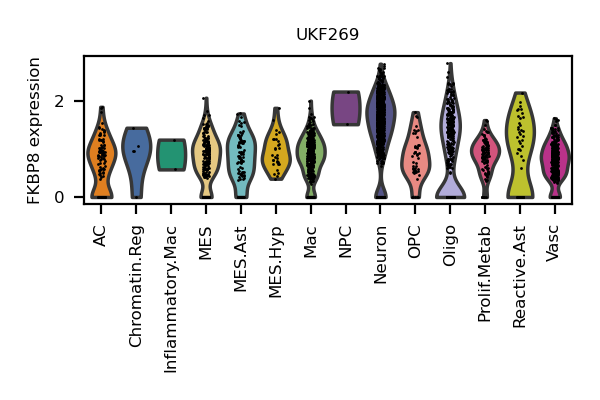 UKF269
FKBP8 expression
2
0
AC
Chromatin.Reg
Inflammatory.Mac
MES
MES.Ast
MES.Hyp
Mac
NPC
Neuron
OPC
Oligo
Prolif.Metab
Reactive.Ast
Vasc